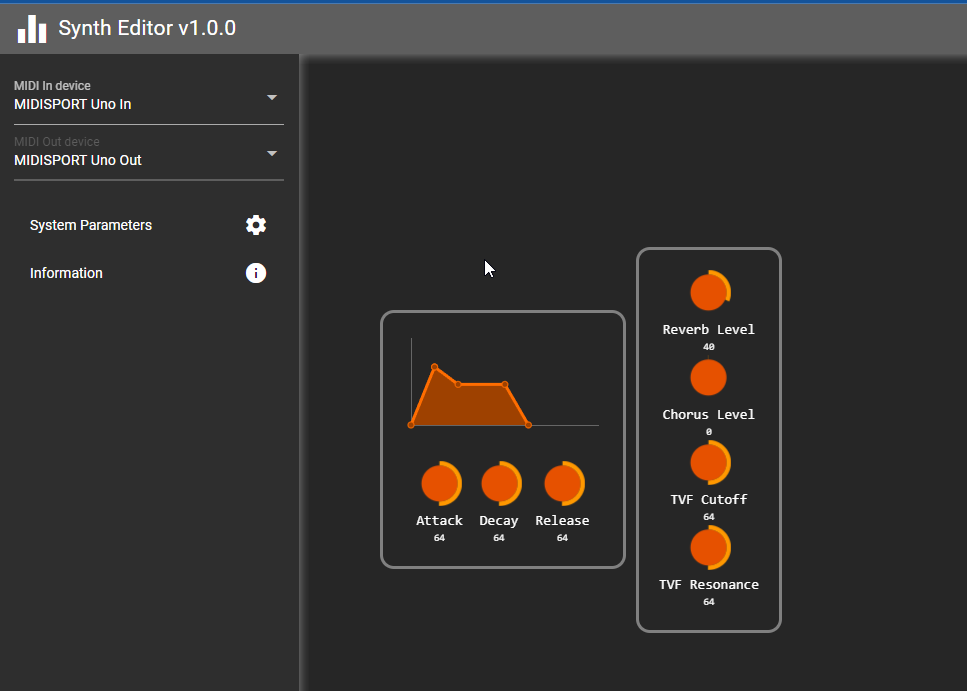 Synth Editor v1.0.0
MIDI In device
MIDISPORT Uno In
MIDI Out device
MIDISPORT Uno Out
System Parameters
Information
Attack
64
Decay
64
Release
64
Reverb Level
40
Chorus Level
0
TVF Cutoff
64
TVF Resonance
64